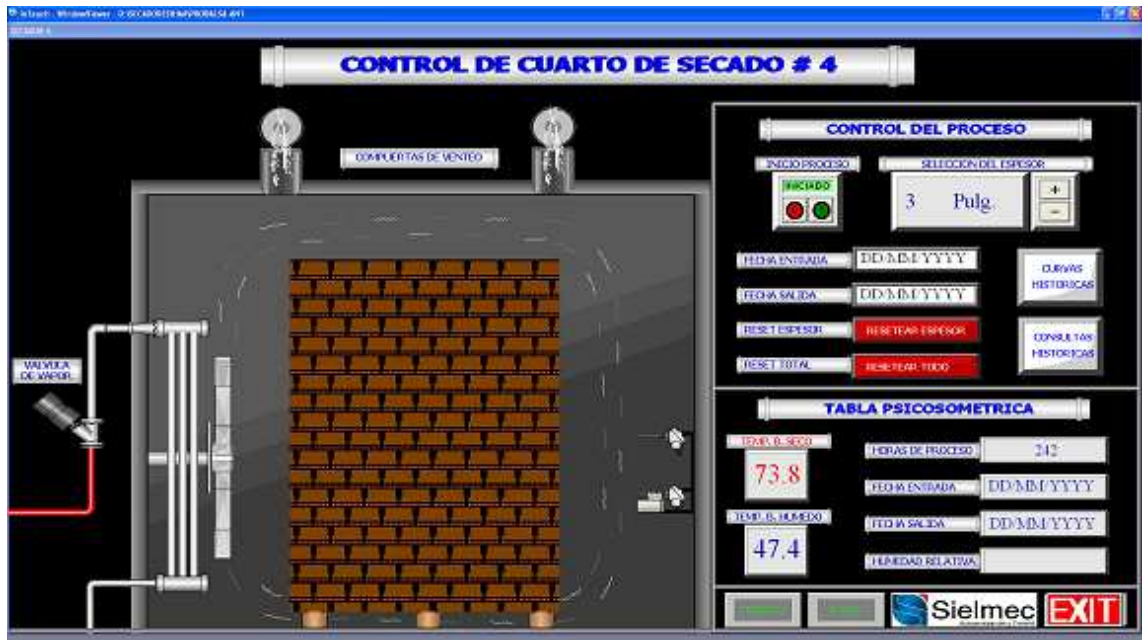 InTouch - WindowViewer
CONTROL DE CUARTO DE SECADO # 4
COMPUERTAS DE VENTEO
VALVULA
DE VAPOR
CONTROL DEL PROCESO
INICIO PROCESO
SELECCION DEL ESPESOR
INICIADO
3 Pulg.
+
-
FECHA ENTRADA
DD/MM/YYYY
CURVAS
HISTORICAS
FECHA SALIDA
DD/MM/YYYY
RESET ESPESOR
RESETEAR ESPESOR
CONSULTAS
HISTORICAS
RESET TOTAL
RESETEAR TODO
TABLA PSICOSOMETRICA
TEMP. B. SECO
73.8
HORAS DE PROCESO
242
FECHA ENTRADA
DD/MM/YYYY
TEMP. B. HUMEDO
47.4
FECHA SALIDA
DD/MM/YYYY
HUMEDAD RELATIVA
Sielmec
EXIT